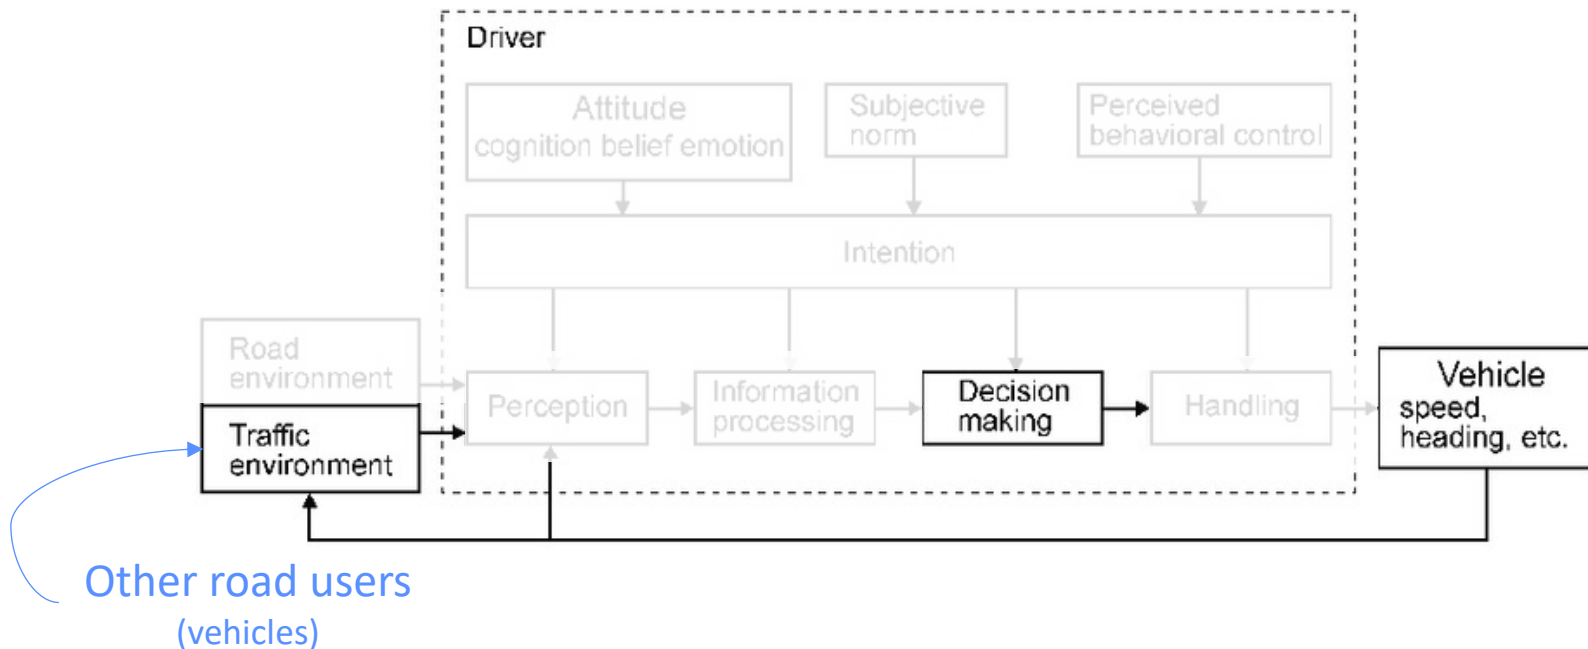 Driver
Attitude
cognition belief emotion
Subjective
norm
Perceived
behavioral control
Intention
Road
environment
Traffic
environment
Perception
Information
processing
Decision
making
Handling
Vehicle
speed,
heading, etc.
Other road users
(vehicles)